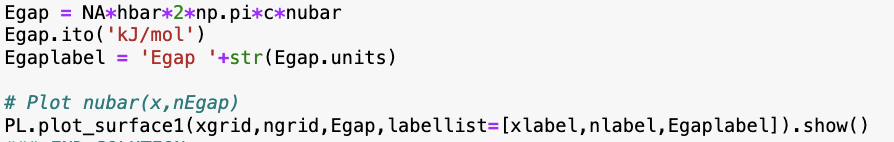 Egap = NA*hbar*2*np.pi*c*nubar
Egap.ito('kJ/mol')
Egaplabel = 'Egap '+str(Egap.units)
# Plot nubar(x,nEgap)
PL.plot_surface1(xgrid,ngrid,Egap,labellist=[xlabel,nlabel,Egaplabel]).show()